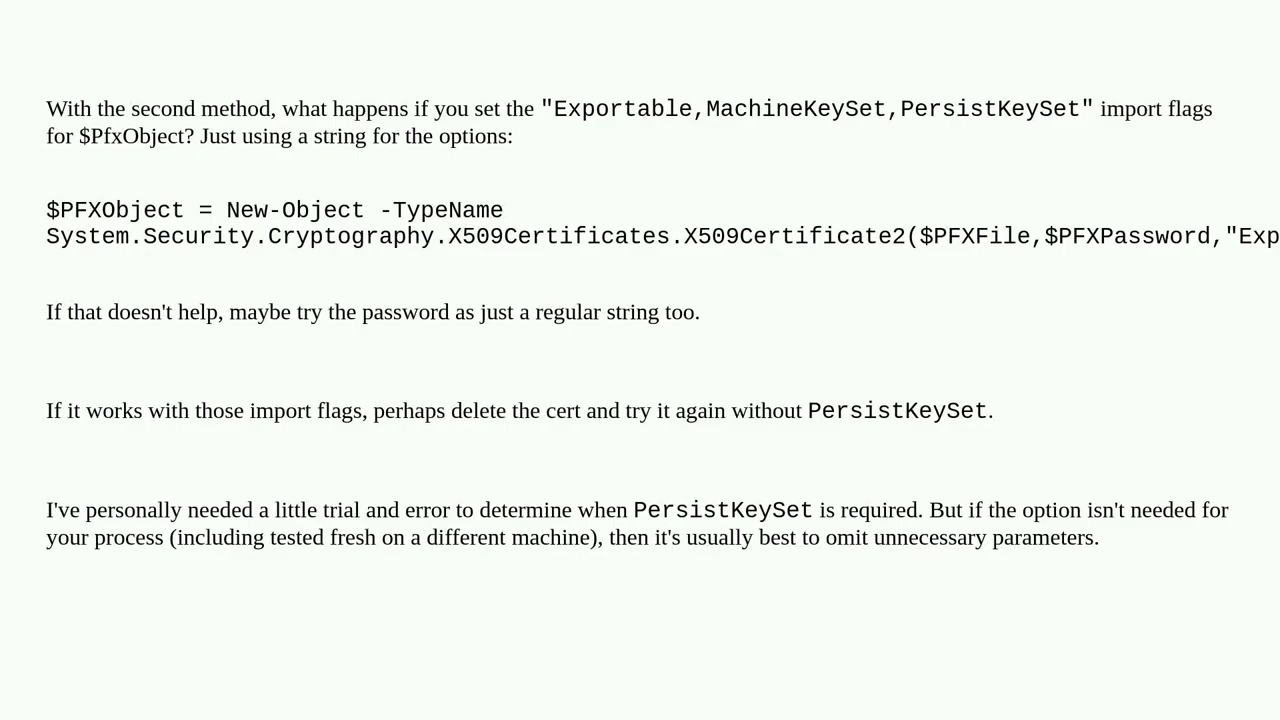 With the second method, what happens if you set the "Exportable,MachineKeySet,PersistKeySet" import flags
for $PfxObject? Just using a string for the options:
$PFXObject = New-Object -TypeName
System.Security.Cryptography.X509Certificates.X509Certificate2($PFXFile,$PFXPassword,"Exp
If that doesn't help, maybe try the password as just a regular string too.
If it works with those import flags, perhaps delete the cert and try it again without PersistKeySet.
I've personally needed a little trial and error to determine when PersistKeySet is required. But if the option isn't needed for
your process (including tested fresh on a different machine), then it's usually best to omit unnecessary parameters.